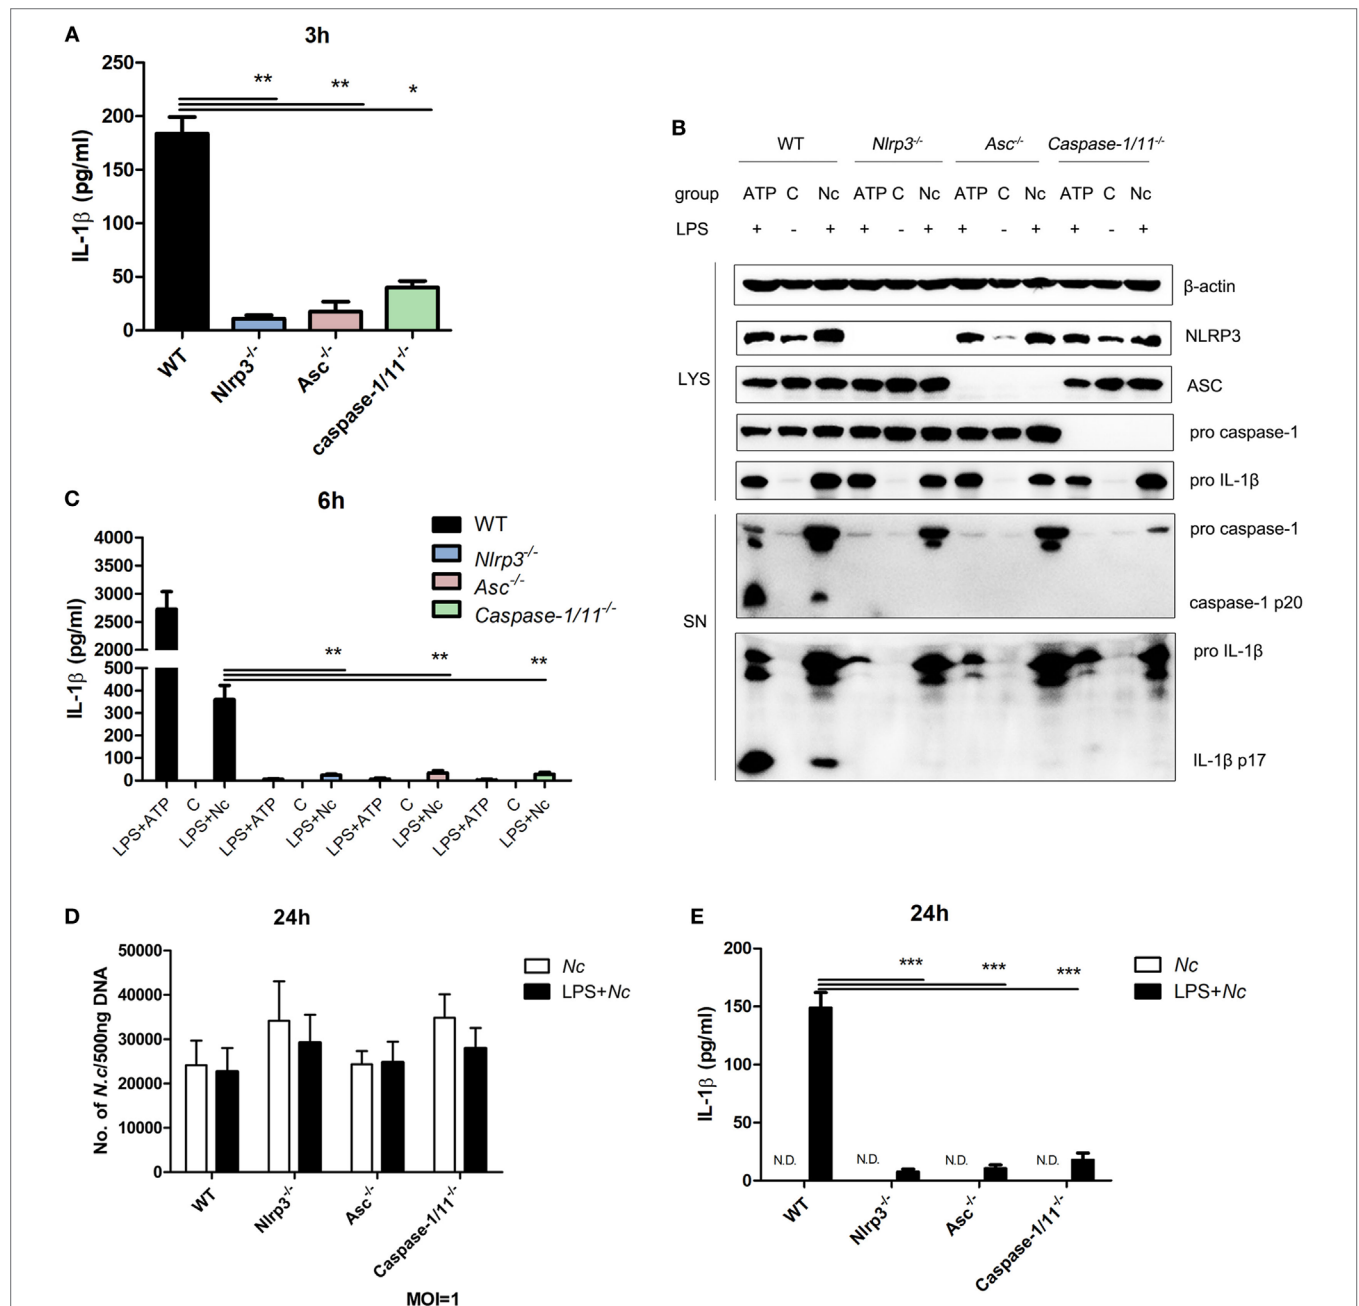 A
3h
IL-1β (pg/ml)
250
200
150
100
50
0
** ** *
WT
Nlrp3-/-
Asc-/-
caspase-1/11-/-
B
WT Nlrp3-/- Asc-/- Caspase-1/11-/-
group ATP C Nc ATP C Nc ATP C Nc ATP C Nc
LPS + - + + - + + - + + - +
LYS
β-actin
NLRP3
ASC
pro caspase-1
pro IL-1β
SN
pro caspase-1
caspase-1 p20
pro IL-1β
IL-1β p17
C
6h
WT
Nlrp3-/-
Asc-/-
Caspase-1/11-/-
IL-1β (pg/ml)
4000
3500
3000
2500
2000
500
400
300
200
100
0
** ** **
LPS+ATP
C
LPS+Nc
LPS+ATP
C
LPS+Nc
LPS+ATP
C
LPS+Nc
LPS+ATP
C
LPS+Nc
D
24h
No. of N.c/500ng DNA
50000
40000
30000
20000
10000
0
Nc
LPS+Nc
WT
Nlrp3-/-
Asc-/-
Caspase-1/11-/-
MOI=1
E
24h
IL-1β (pg/ml)
200
150
100
50
0
*** *** ***
Nc
LPS+Nc
N.D. N.D. N.D. N.D.
WT
Nlrp3-/-
Asc-/-
Caspase-1/11-/-